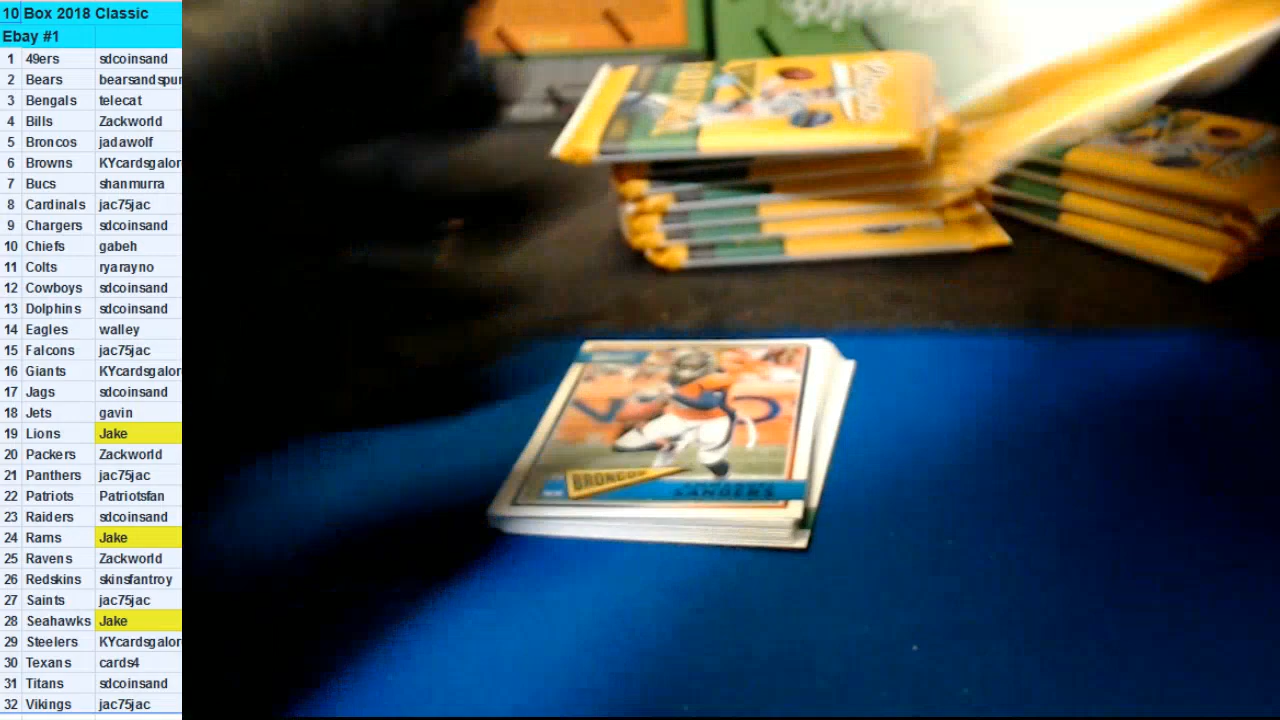 10 Box 2018 Classic
Ebay #1
1 49ers sdcoinsand
2 Bears bearsandspur
3 Bengals telecat
4 Bills Zackworld
5 Broncos jadawolf
6 Browns KYcardsgalor
7 Bucs shanmurra
8 Cardinals jac75jac
9 Chargers sdcoinsand
10 Chiefs gabeh
11 Colts ryarayno
12 Cowboys sdcoinsand
13 Dolphins sdcoinsand
14 Eagles walley
15 Falcons jac75jac
16 Giants KYcardsgalor
17 Jags sdcoinsand
18 Jets gavin
19 Lions Jake
20 Packers Zackworld
21 Panthers jac75jac
22 Patriots Patriotsfan
23 Raiders sdcoinsand
24 Rams Jake
25 Ravens Zackworld
26 Redskins skinsfantroy
27 Saints jac75jac
28 Seahawks Jake
29 Steelers KYcardsgalor
30 Texans cards4
31 Titans sdcoinsand
32 Vikings jac75jac
BRONCOS
SANDERS